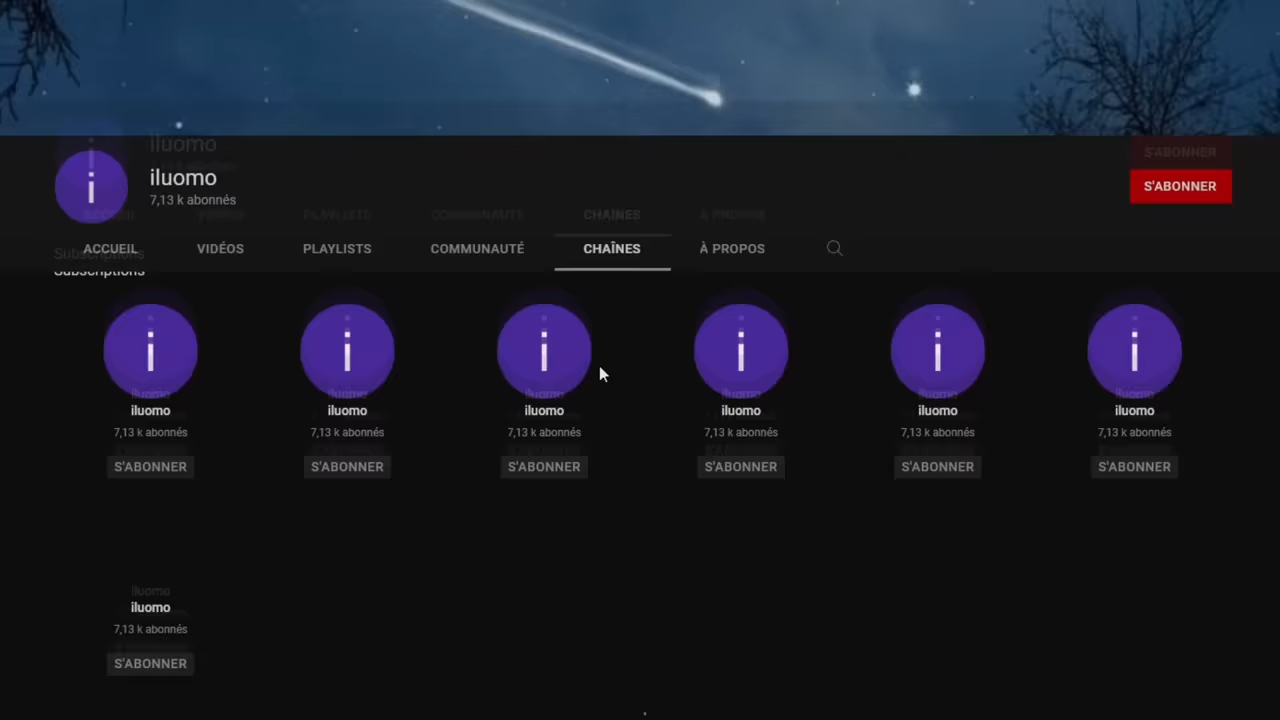 iluomo
7,13 k abonnés
S'ABONNER
ACCUEIL VIDÉOS PLAYLISTS COMMUNAUTÉ CHAÎNES À PROPOS
Subscriptions
i i i i i i i
iluomo iluomo iluomo iluomo iluomo iluomo
7,13 k abonnés 7,13 k abonnés 7,13 k abonnés 7,13 k abonnés 7,13 k abonnés 7,13 k abonnés
S'ABONNER S'ABONNER S'ABONNER S'ABONNER S'ABONNER S'ABONNER
iluomo
7,13 k abonnés
S'ABONNER